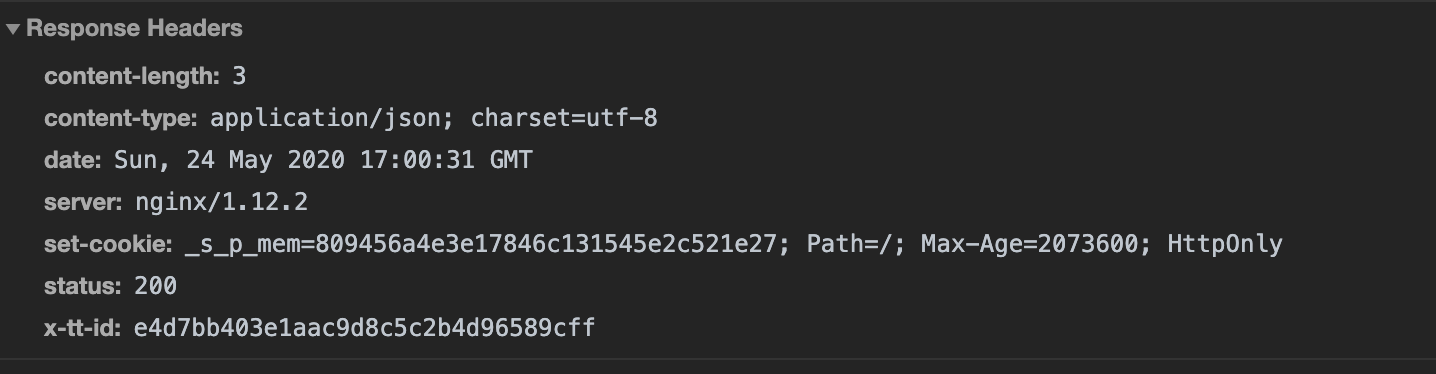 Response Headers
content-length: 3
content-type: application/json; charset=utf-8
date: Sun, 24 May 2020 17:00:31 GMT
server: nginx/1.12.2
set-cookie: _s_p_mem=809456a4e3e17846c131545e2c521e27; Path=/; Max-Age=2073600; HttpOnly
status: 200
x-tt-id: e4d7bb403e1aac9d8c5c2b4d96589cff